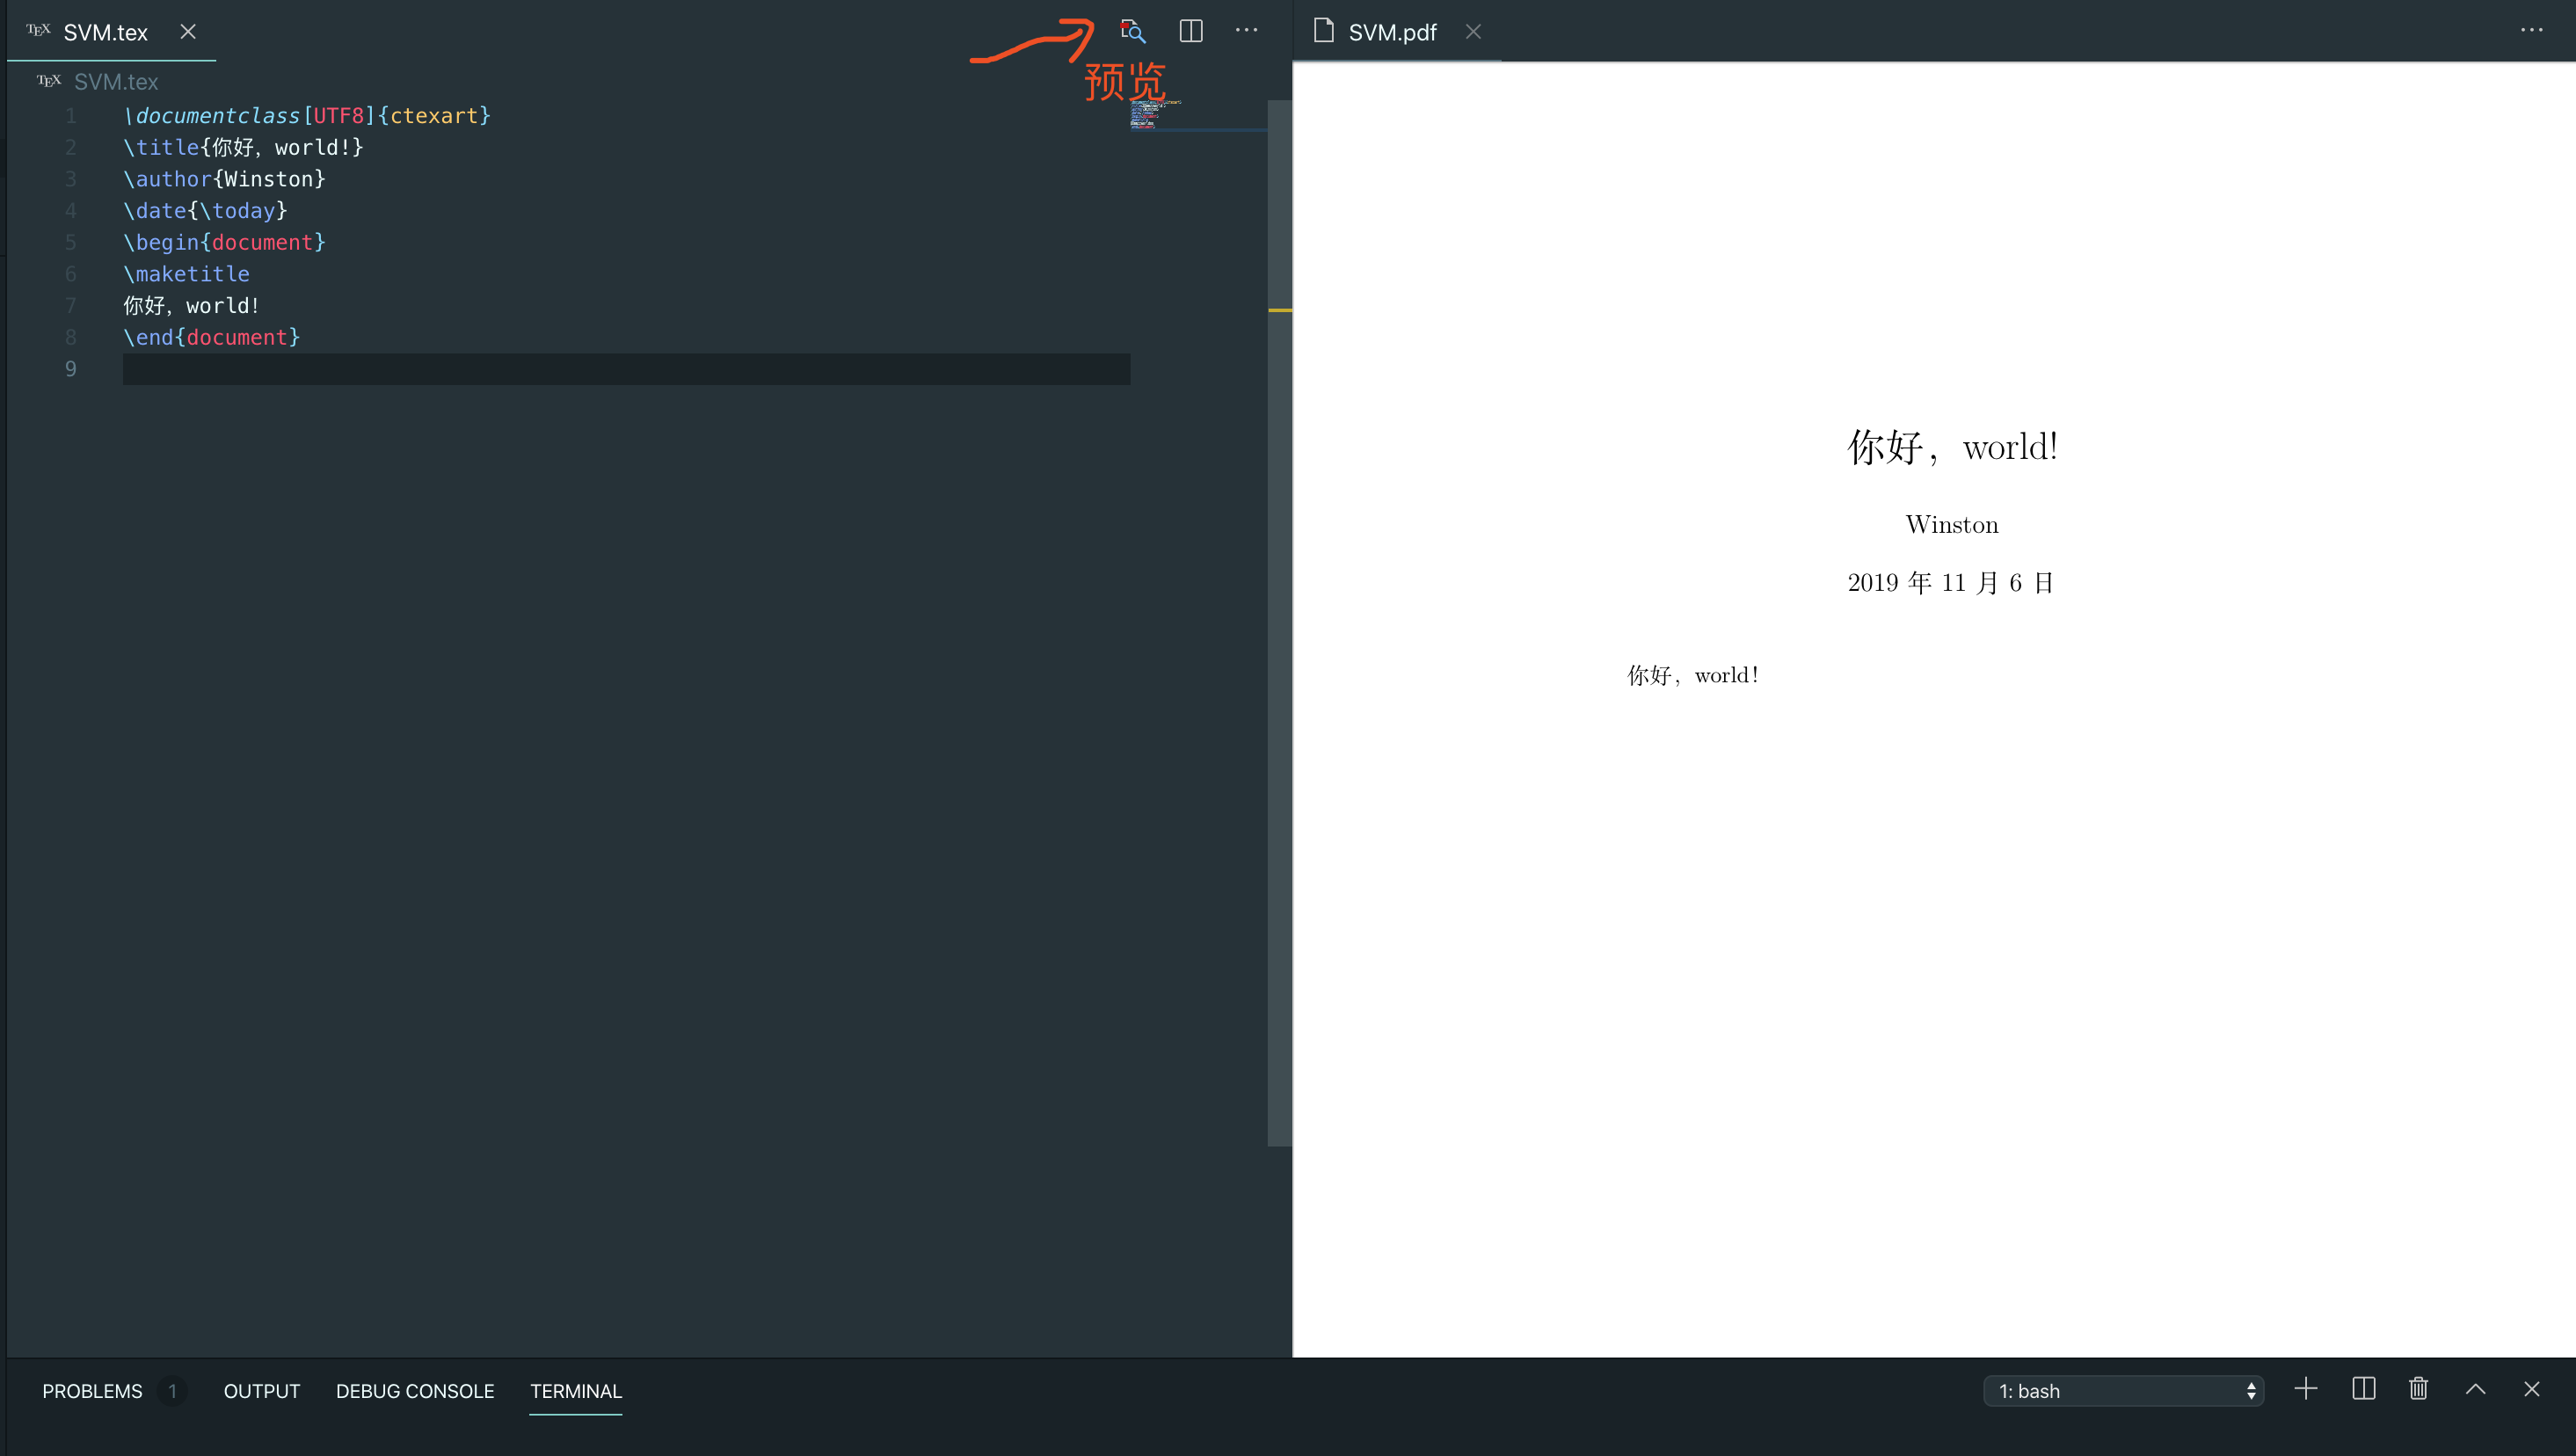 TEX SVM.tex
SVM.pdf
预览
TEX SVM.tex
1 \documentclass[UTF8]{ctexart}
2 \title{你好，world!}
3 \author{Winston}
4 \date{\today}
5 \begin{document}
6 \maketitle
7 你好，world!
8 \end{document}
9
你好，world!
Winston
2019 年 11 月 6 日
你好，world!
PROBLEMS 1 OUTPUT DEBUG CONSOLE TERMINAL
1: bash